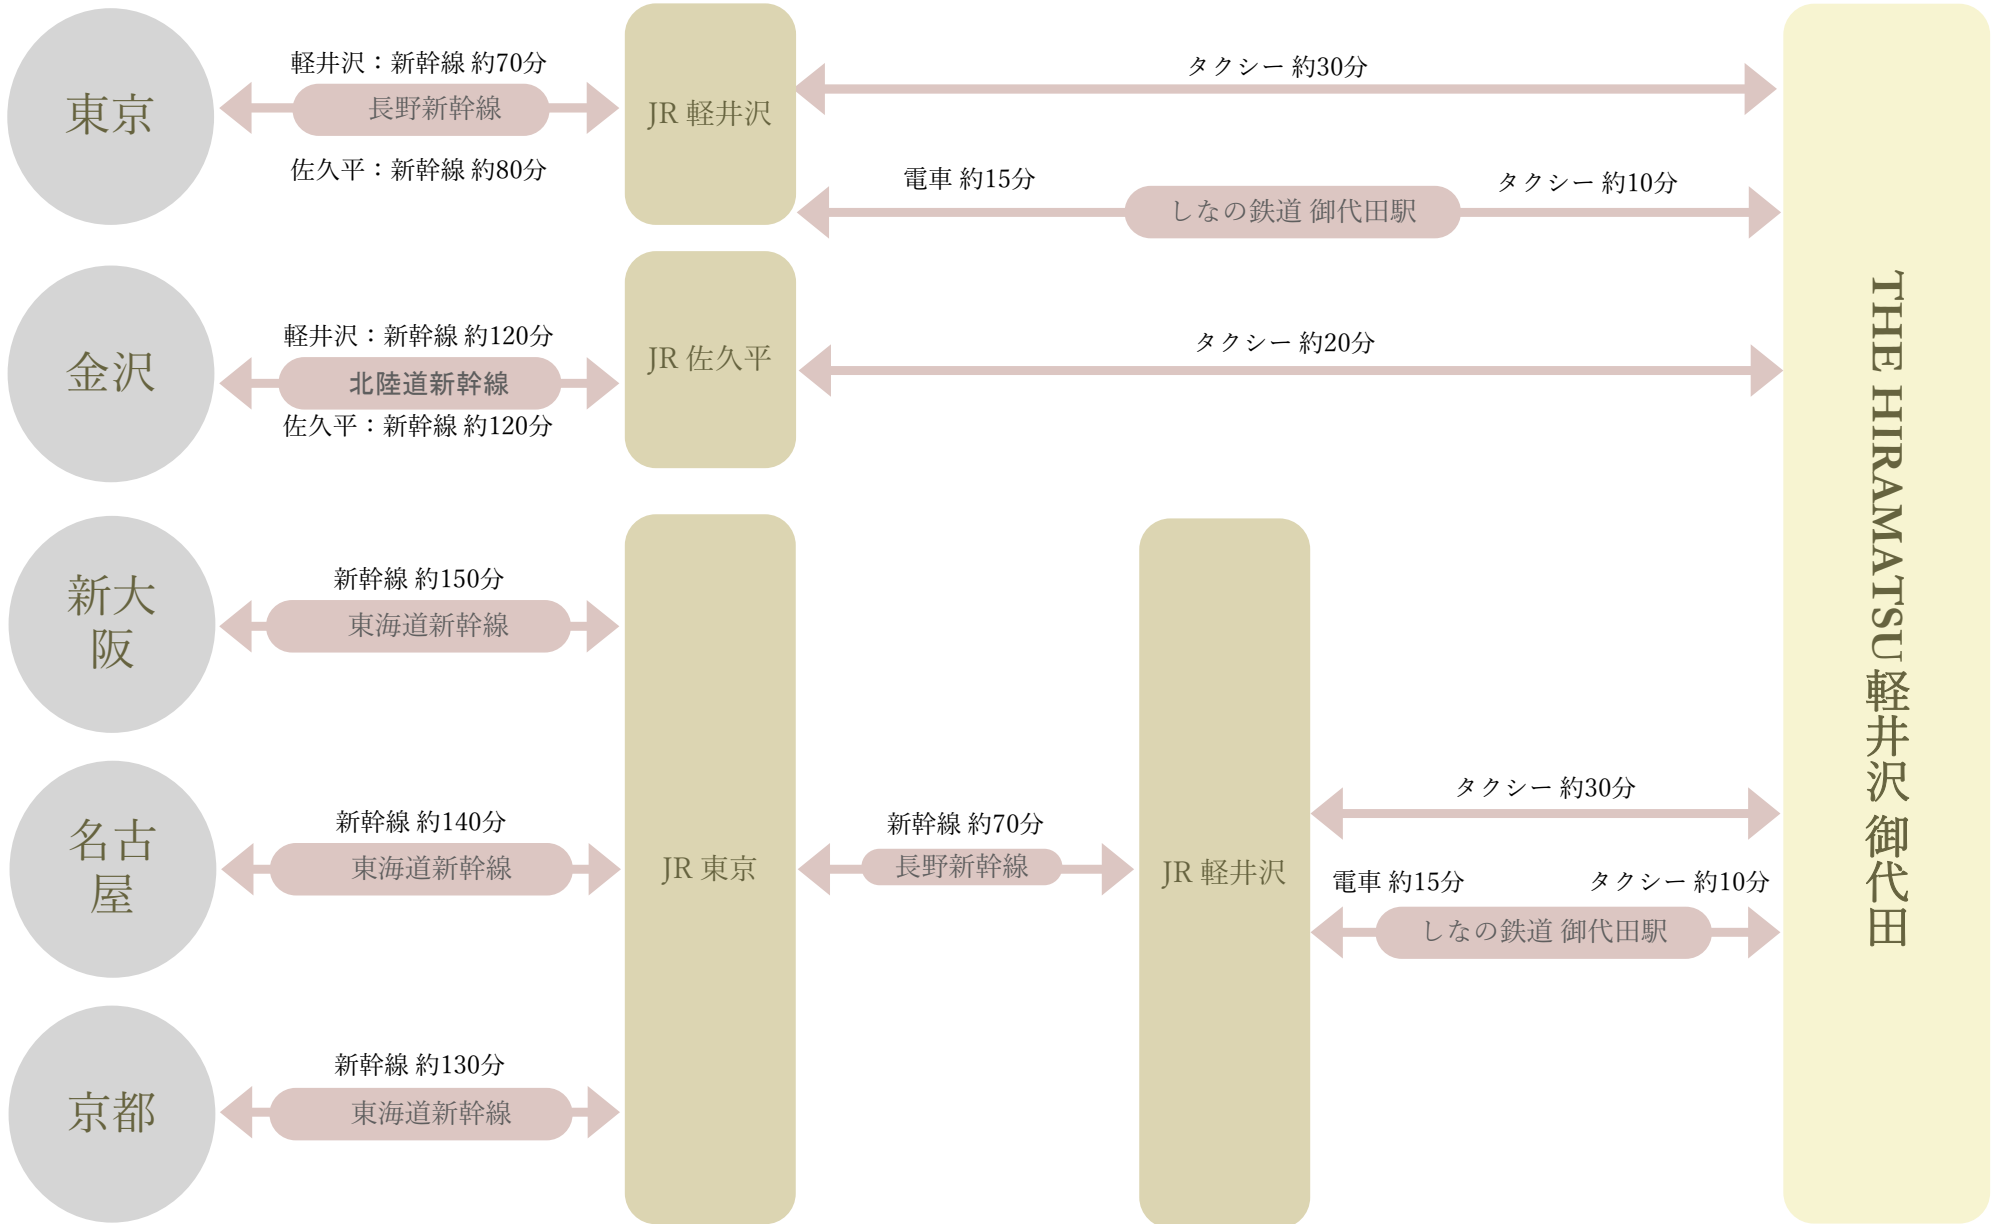 東京
軽井沢：新幹線 約70分
長野新幹線
佐久平：新幹線 約80分
JR 軽井沢
タクシー 約30分
電車 約15分
しなの鉄道 御代田駅
タクシー 約10分
金沢
軽井沢：新幹線 約120分
北陸道新幹線
佐久平：新幹線 約120分
JR 佐久平
タクシー 約20分
新大
阪
新幹線 約150分
東海道新幹線
名古
屋
新幹線 約140分
東海道新幹線
京都
新幹線 約130分
東海道新幹線
JR 東京
新幹線 約70分
長野新幹線
JR 軽井沢
タクシー 約30分
電車 約15分
タクシー 約10分
しなの鉄道 御代田駅
THE HIRAMATSU 軽井沢 御代田